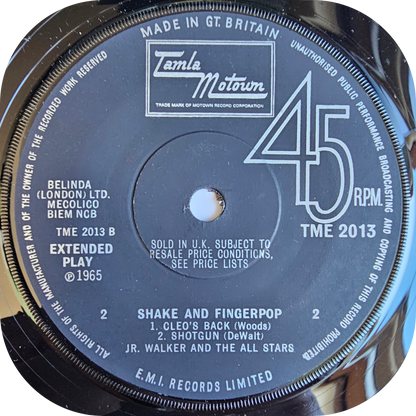 MADE IN GT. BRITAIN
UNAUTHORISED PUBLIC PERFORMANCE BROADCASTING AND COPYING OF THIS RECORD PROHIBITED
ALL RIGHTS OF THE MANUFACTURER AND OF THE OWNER OF THE RECORDED WORK RESERVED
Tamla
Motown
TRADE MARK OF MOTOWN RECORD CORPORATION
45 R.P.M.
TME 2013
BELINDA
(LONDON) LTD.
MECOLICO
BIEM NCB
TME 2013 B
EXTENDED
PLAY
℗ 1965
SOLD IN U.K. SUBJECT TO
RESALE PRICE CONDITIONS,
SEE PRICE LISTS
2 SHAKE AND FINGERPOP 2
1. CLEO'S BACK (Woods)
2. SHOTGUN (DeWalt)
JR. WALKER AND THE ALL STARS
E.M.I. RECORDS LIMITED